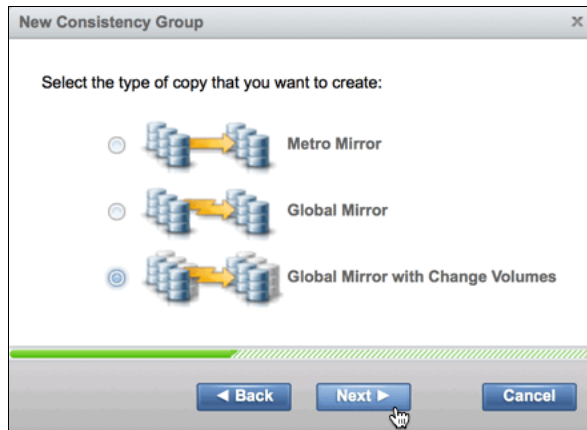 New Consistency Group
Select the type of copy that you want to create:
Metro Mirror
Global Mirror
Global Mirror with Change Volumes
Back Next Cancel